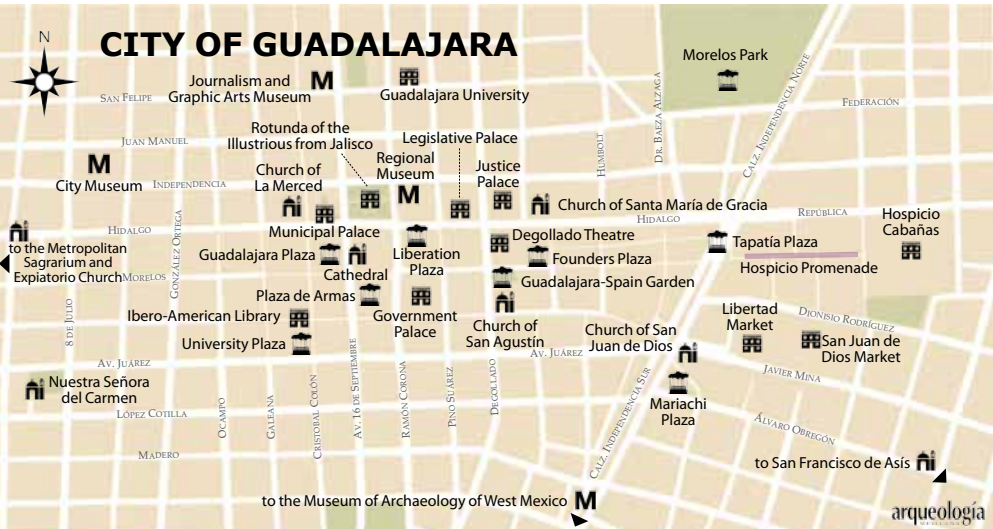 N
CITY OF GUADALAJARA
Morelos Park
Journalism and
Graphic Arts Museum
M
Guadalajara University
SAN FELIPE
FEDERACIÓN
DR. BAEZA ALZAGA
CALZ. INDEPENDENCIA NORTE
HUMBOLT
JUAN MANUEL
Rotunda of the
Illustrious from Jalisco
Legislative Palace
M
City Museum
INDEPENDENCIA
Church of
La Merced
Regional
Museum
M
Justice
Palace
Church of Santa María de Gracia
HIDALGO
REPÚBLICA
Hospicio
Cabañas
HIDALGO
GONZÁLEZ ORTEGA
Municipal Palace
to the Metropolitan
Sagrarium and
Expiatorio Church
MORELOS
Guadalajara Plaza
Cathedral
Liberation
Plaza
Degollado Theatre
Founders Plaza
Tapatía Plaza
Hospicio Promenade
Guadalajara-Spain Garden
Plaza de Armas
Ibero-American Library
Government
Palace
Church of
San Agustín
Church of San
Juan de Dios
Libertad
Market
DIONISIO RODRÍGUEZ
San Juan de
Dios Market
8 DE JULIO
University Plaza
AV. JUÁREZ
AV. JUÁREZ
JAVIER MINA
Nuestra Señora
del Carmen
LÓPEZ COTILLA
OCAMPO
GALEANA
CRISTOBAL COLÓN
AV. 16 DE SEPTIEMBRE
RAMÓN CORONA
PINO SUÁREZ
DEGOLLADO
CALZ. INDEPENDENCIA SUR
Mariachi
Plaza
ÁLVARO OBREGÓN
MADERO
to San Francisco de Asís
to the Museum of Archaeology of West Mexico
M
arqueología
MEXICANA